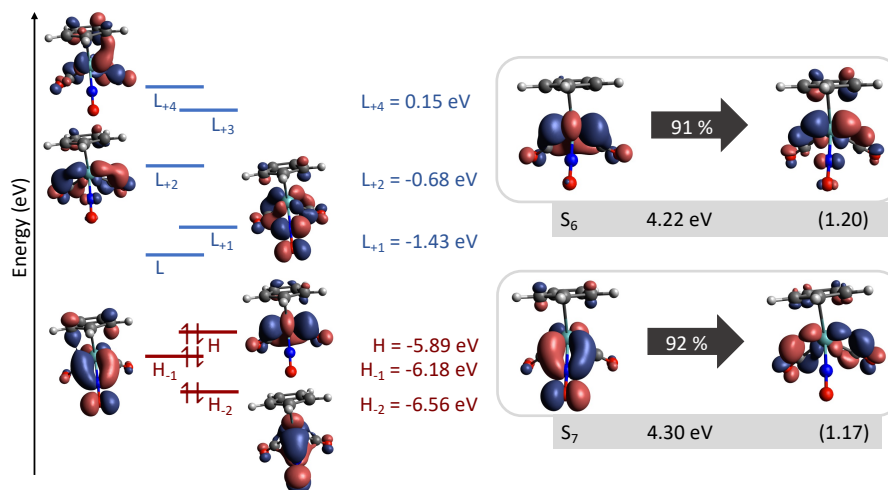 Energy (eV)
L₊₄
L₊₃
L₊₂
L₊₁
L
H
H₋₁
H₋₂
L₊₄ = 0.15 eV
L₊₂ = -0.68 eV
L₊₁ = -1.43 eV
H = -5.89 eV
H₋₁ = -6.18 eV
H₋₂ = -6.56 eV
91 %
S₆ 4.22 eV (1.20)
92 %
S₇ 4.30 eV (1.17)